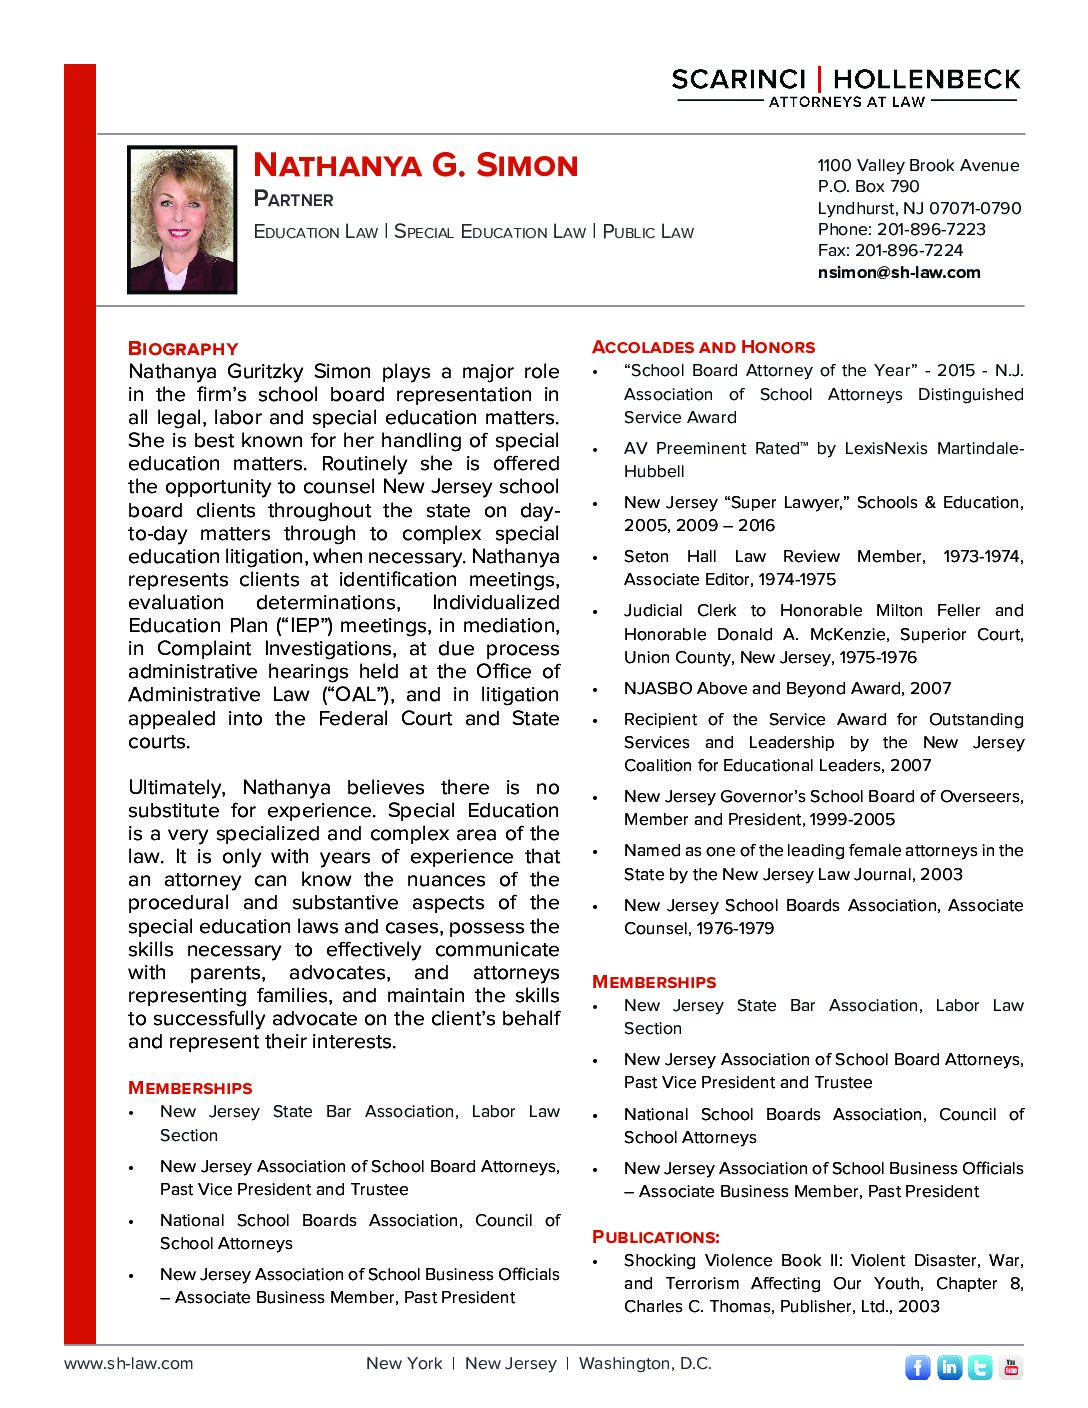 SCARINCI | HOLLENBECK
ATTORNEYS AT LAW
NATHANYA G. SIMON
PARTNER
EDUCATION LAW | SPECIAL EDUCATION LAW | PUBLIC LAW
1100 Valley Brook Avenue
P.O. Box 790
Lyndhurst, NJ 07071-0790
Phone: 201-896-7223
Fax: 201-896-7224
nsimon@sh-law.com
BIOGRAPHY
Nathanya Guritzky Simon plays a major role
in the firm's school board representation in
all legal, labor and special education matters.
She is best known for her handling of special
education matters. Routinely she is offered
the opportunity to counsel New Jersey school
board clients throughout the state on day-
to-day matters through to complex special
education litigation, when necessary. Nathanya
represents clients at identification meetings,
evaluation determinations, Individualized
Education Plan (“IEP”) meetings, in mediation,
in Complaint Investigations, at due process
administrative hearings held at the Office of
Administrative Law (“OAL”), and in litigation
appealed into the Federal Court and State
courts.
Ultimately, Nathanya believes there is no
substitute for experience. Special Education
is a very specialized and complex area of the
law. It is only with years of experience that
an attorney can know the nuances of the
procedural and substantive aspects of the
special education laws and cases, possess the
skills necessary to effectively communicate
with parents, advocates, and attorneys
representing families, and maintain the skills
to successfully advocate on the client's behalf
and represent their interests.
MEMBERSHIPS
• New Jersey State Bar Association, Labor Law
Section
• New Jersey Association of School Board Attorneys,
Past Vice President and Trustee
• National School Boards Association, Council of
School Attorneys
• New Jersey Association of School Business Officials
– Associate Business Member, Past President
ACCOLADES AND HONORS
• “School Board Attorney of the Year” - 2015 - N.J.
Association of School Attorneys Distinguished
Service Award
• AV Preeminent Rated™ by LexisNexis Martindale-
Hubbell
• New Jersey “Super Lawyer,” Schools & Education,
2005, 2009 – 2016
• Seton Hall Law Review Member, 1973-1974,
Associate Editor, 1974-1975
• Judicial Clerk to Honorable Milton Feller and
Honorable Donald A. McKenzie, Superior Court,
Union County, New Jersey, 1975-1976
• NJASBO Above and Beyond Award, 2007
• Recipient of the Service Award for Outstanding
Services and Leadership by the New Jersey
Coalition for Educational Leaders, 2007
• New Jersey Governor's School Board of Overseers,
Member and President, 1999-2005
• Named as one of the leading female attorneys in the
State by the New Jersey Law Journal, 2003
• New Jersey School Boards Association, Associate
Counsel, 1976-1979
MEMBERSHIPS
• New Jersey State Bar Association, Labor Law
Section
• New Jersey Association of School Board Attorneys,
Past Vice President and Trustee
• National School Boards Association, Council of
School Attorneys
• New Jersey Association of School Business Officials
– Associate Business Member, Past President
PUBLICATIONS:
• Shocking Violence Book II: Violent Disaster, War,
and Terrorism Affecting Our Youth, Chapter 8,
Charles C. Thomas, Publisher, Ltd., 2003
www.sh-law.com
New York | New Jersey | Washington, D.C.
f in t You Tube